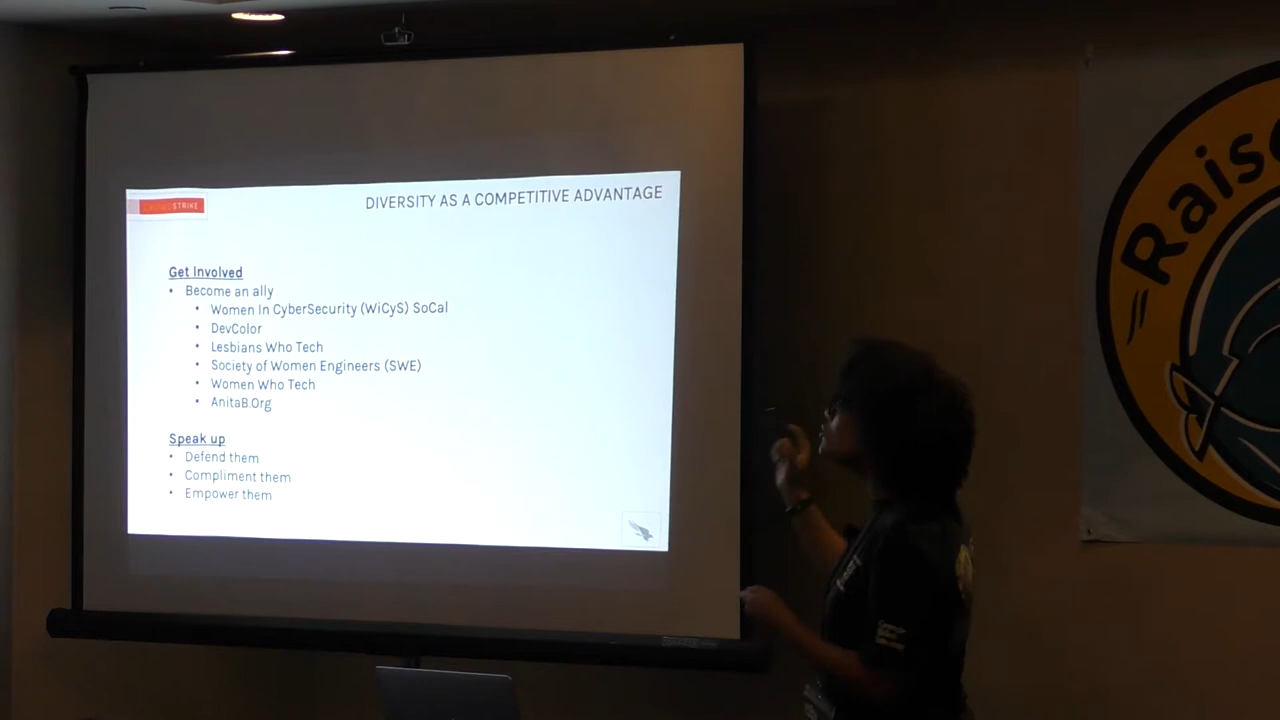 CROWDSTRIKE
DIVERSITY AS A COMPETITIVE ADVANTAGE
Get Involved
• Become an ally
• Women In CyberSecurity (WiCyS) SoCal
• DevColor
• Lesbians Who Tech
• Society of Women Engineers (SWE)
• Women Who Tech
• AnitaB.Org
Speak up
• Defend them
• Compliment them
• Empower them
Raise